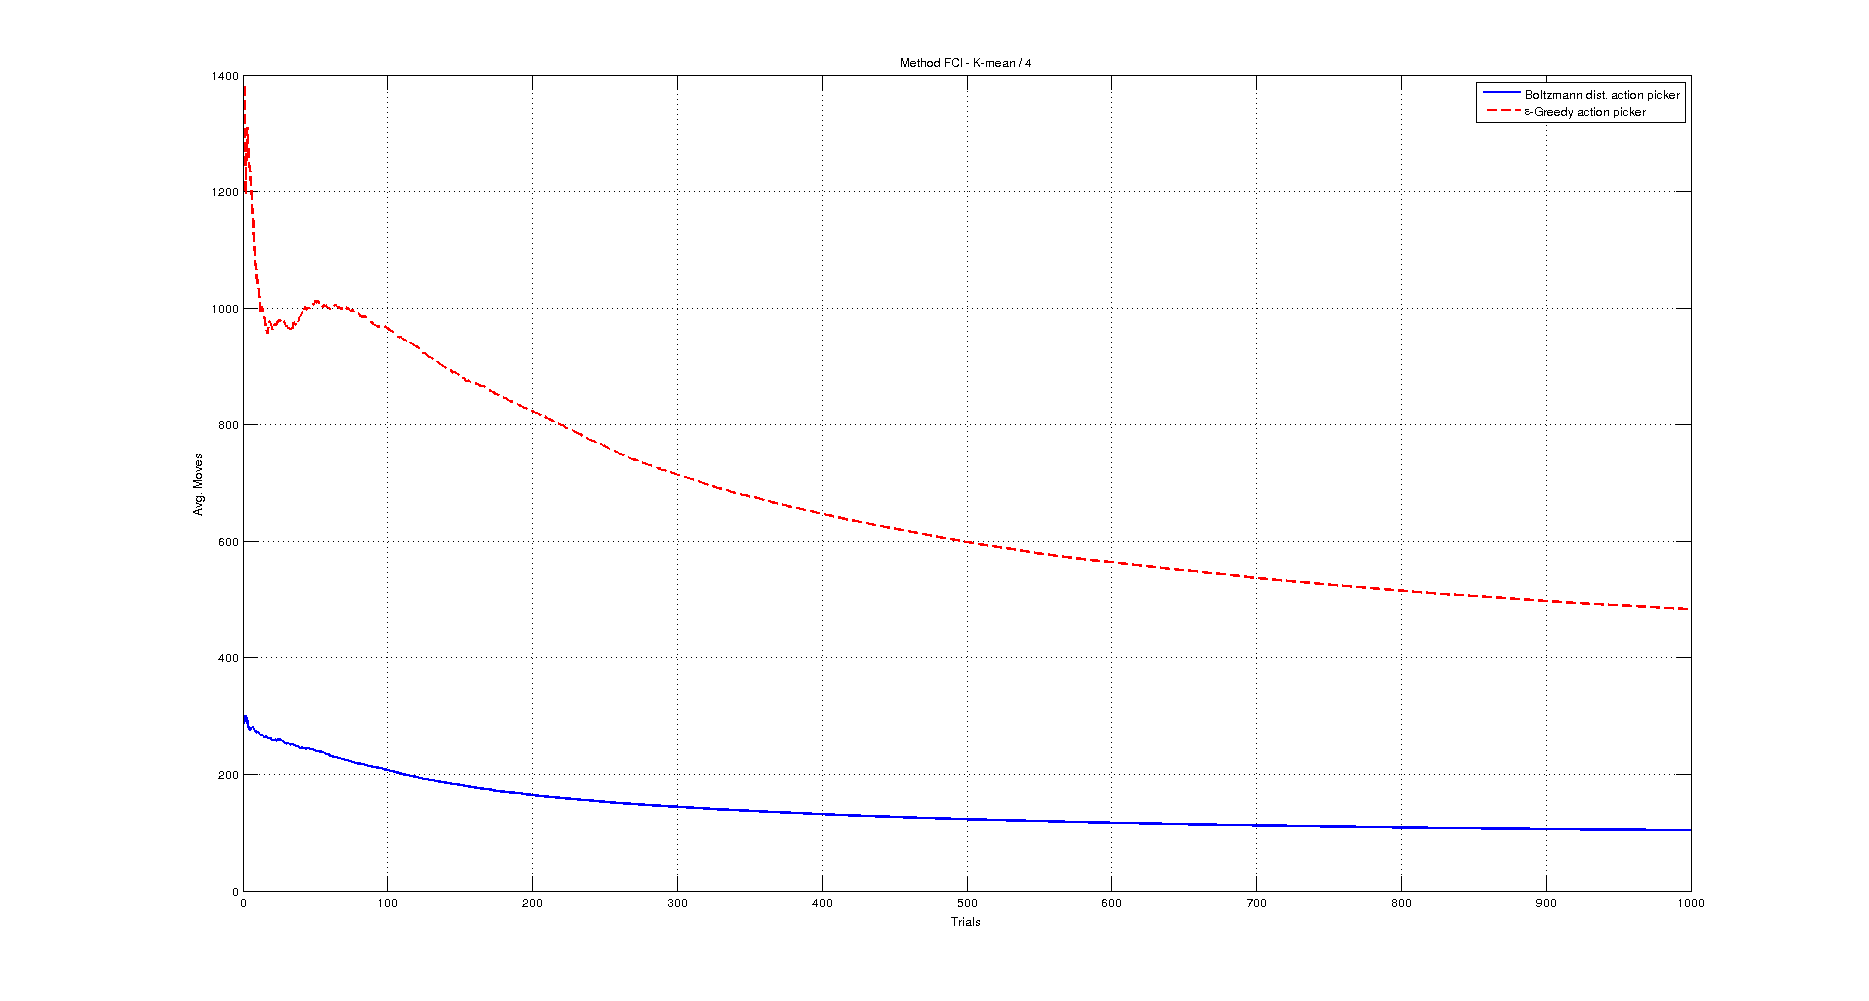 Method FCI - K-mean / 4
Boltzmann dist. action picker
ε-Greedy action picker
1400
1200
1000
800
600
400
200
0
Avg. Moves
0 100 200 300 400 500 600 700 800 900 1000
Trials